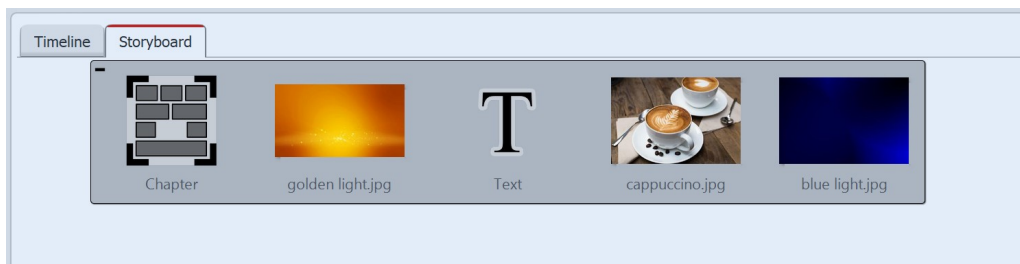 Timeline
Storyboard
Chapter
golden light.jpg
T
Text
cappuccino.jpg
blue light.jpg